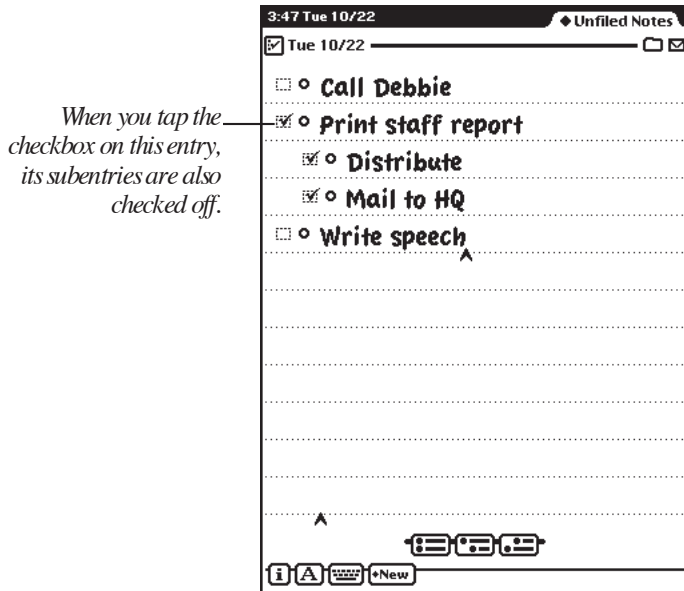 3:47 Tue 10/22
Unfiled Notes
Tue 10/22
Call Debbie
When you tap the
checkbox on this entry,
its subentries are also
checked off.
Print staff report
Distribute
Mail to HQ
Write speech
i
A
New